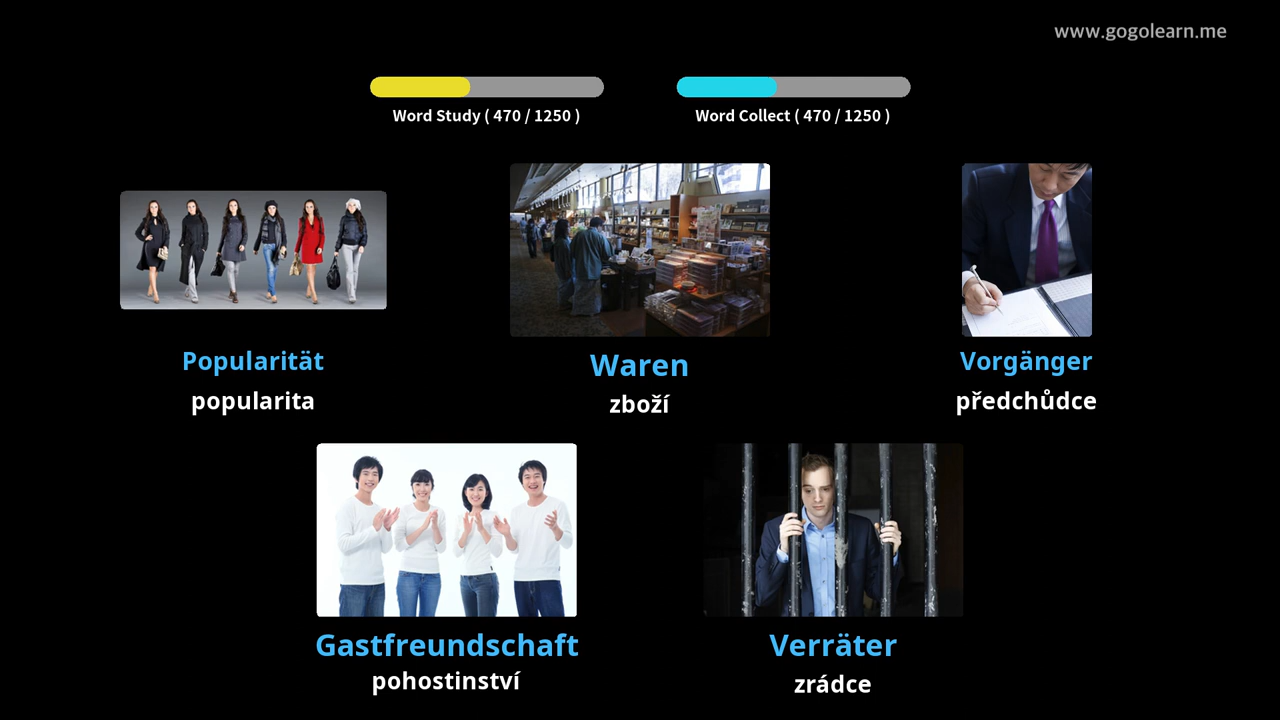 www.gogolearn.me
Word Study ( 470 / 1250 )
Word Collect ( 470 / 1250 )
Popularität
popularita
Waren
zboží
Vorgänger
předchůdce
Gastfreundschaft
pohostinství
Verräter
zrádce